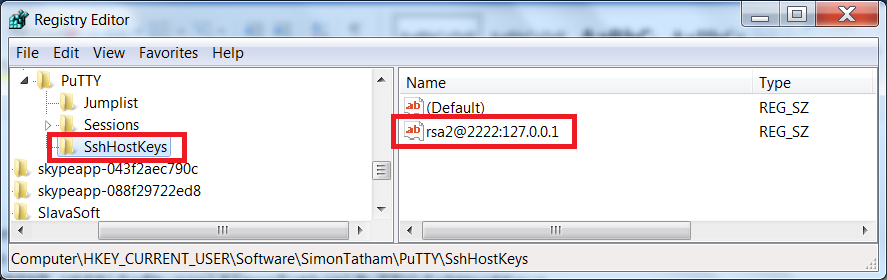 Registry Editor
File Edit View Favorites Help
PuTTY
Jumplist
Sessions
SshHostKeys
skypeapp-043f2aec790c
skypeapp-088f29722ed8
SlavaSoft
Name Type
ab (Default) REG_SZ
ab rsa2@2222:127.0.0.1 REG_SZ
Computer\HKEY_CURRENT_USER\Software\SimonTatham\PuTTY\SshHostKeys